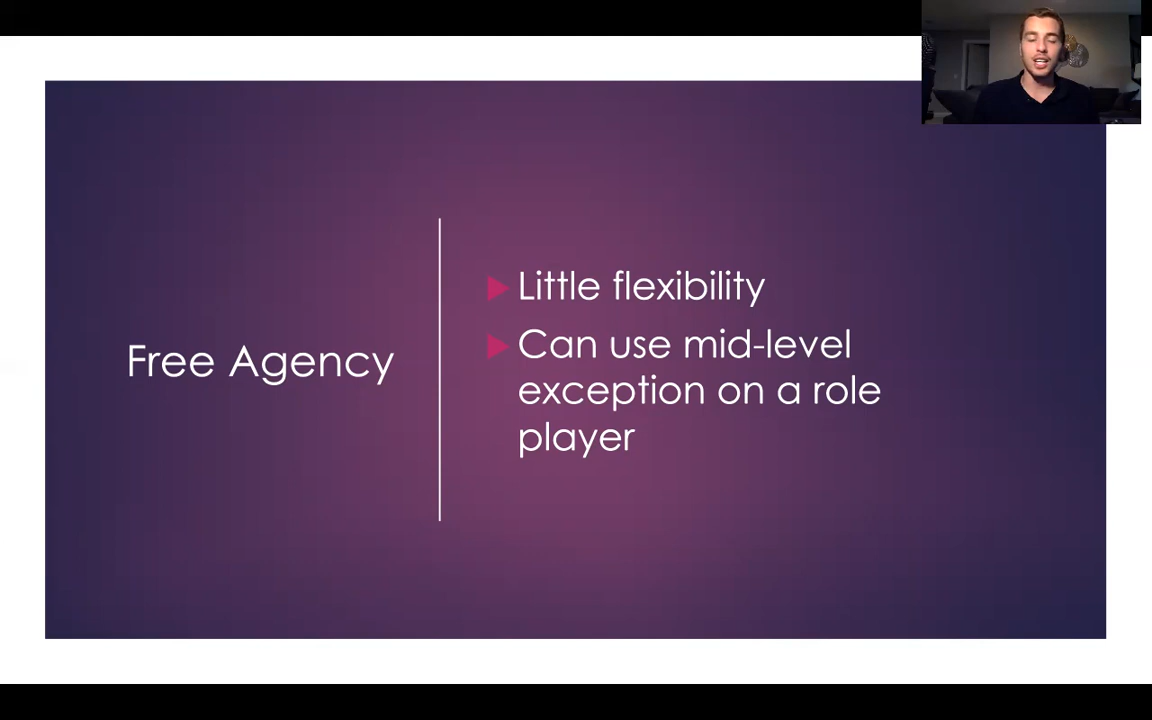 Free Agency
Little flexibility
Can use mid-level
exception on a role
player